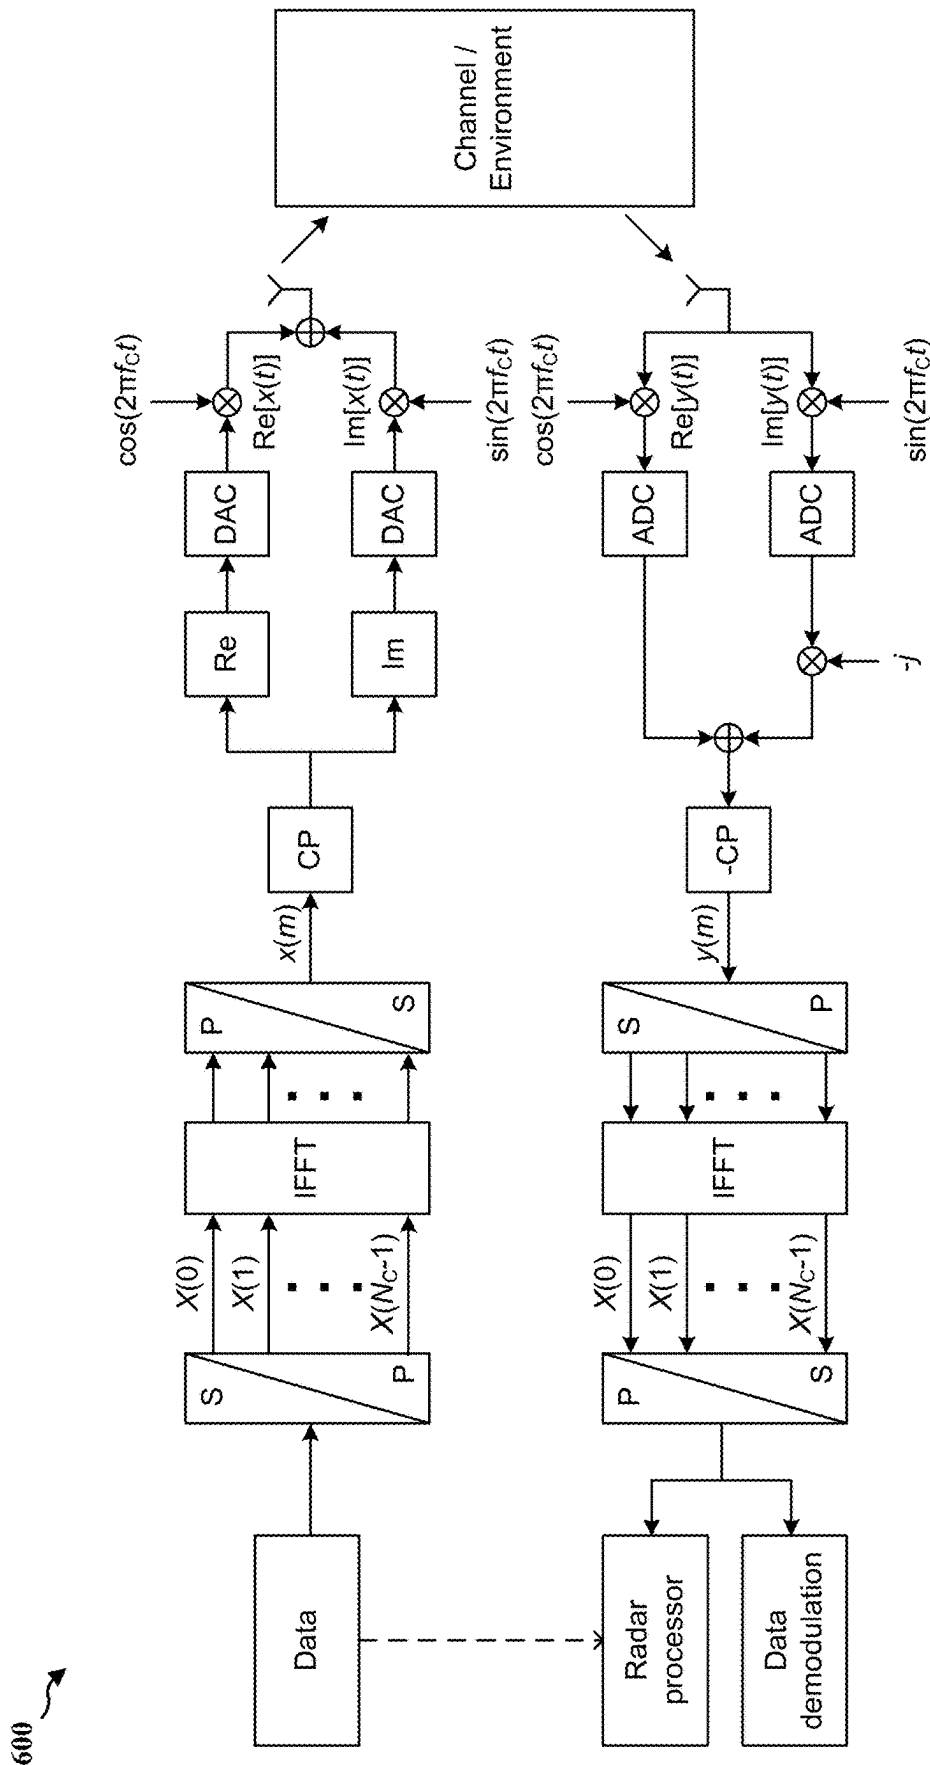 600
Data
S
P
X(0)
X(1)
X(N_C-1)
IFFT
P
S
x(m)
CP
Re
Im
DAC
DAC
cos(2πf_Ct)
Re[x(t)]
Im[x(t)]
sin(2πf_Ct)
Channel /
Environment
cos(2πf_Ct)
Re[y(t)]
Im[y(t)]
sin(2πf_Ct)
ADC
ADC
-j
-CP
y(m)
S
P
IFFT
X(0)
X(1)
X(N_C-1)
P
S
Radar
processor
Data
demodulation